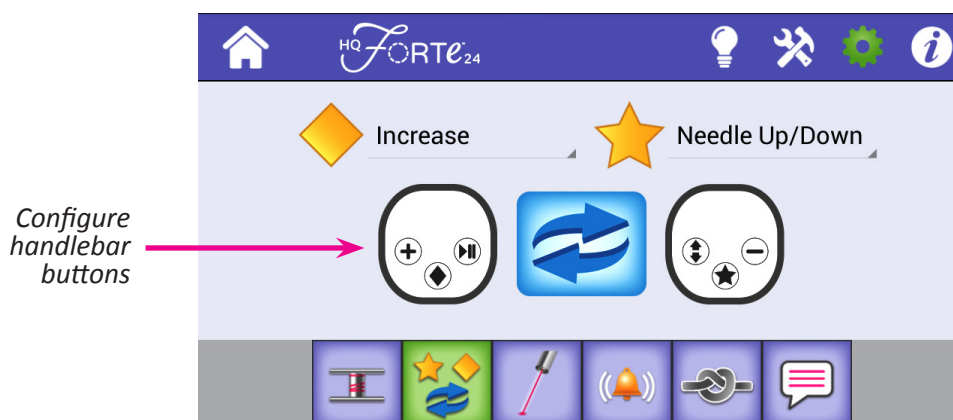 HQ Forte 24
Increase
Needle Up/Down
Configure
handlebar
buttons